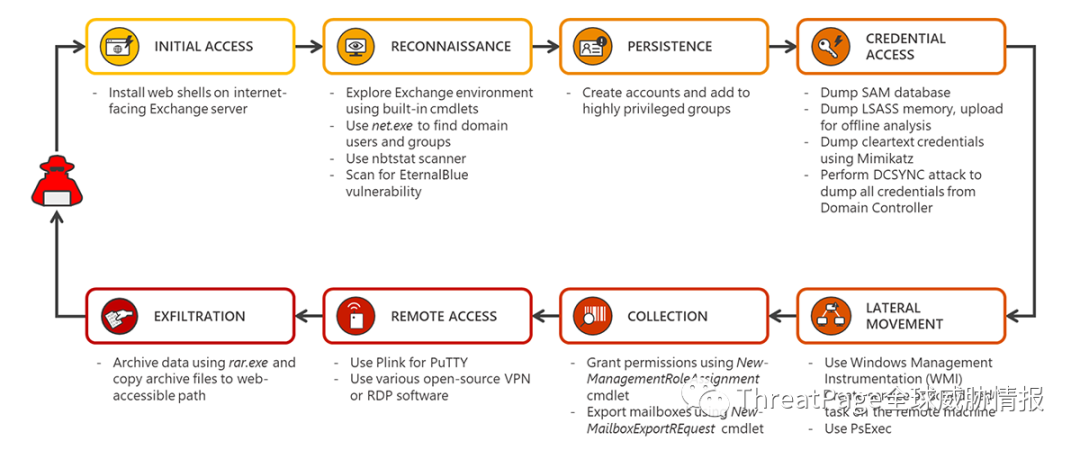 INITIAL ACCESS
- Install web shells on internet-
facing Exchange server
RECONNAISSANCE
- Explore Exchange environment
using built-in cmdlets
- Use net.exe to find domain
users and groups
- Use nbtstat scanner
- Scan for EternalBlue
vulnerability
PERSISTENCE
- Create accounts and add to
highly privileged groups
CREDENTIAL
ACCESS
- Dump SAM database
- Dump LSASS memory, upload
for offline analysis
- Dump cleartext credentials
using Mimikatz
- Perform DCSYNC attack to
dump all credentials from
Domain Controller
LATERAL
MOVEMENT
- Use Windows Management
Instrumentation (WMI)
task on the remote machine
- Use PsExec
COLLECTION
- Grant permissions using New-
ManagementRoleAssignment
cmdlet
- Export mailboxes using New-
MailboxExportREquest cmdlet
REMOTE ACCESS
- Use Plink for PuTTY
- Use various open-source VPN
or RDP software
EXFILTRATION
- Archive data using rar.exe and
copy archive files to web-
accessible path
ThreatPage全球威胁情报